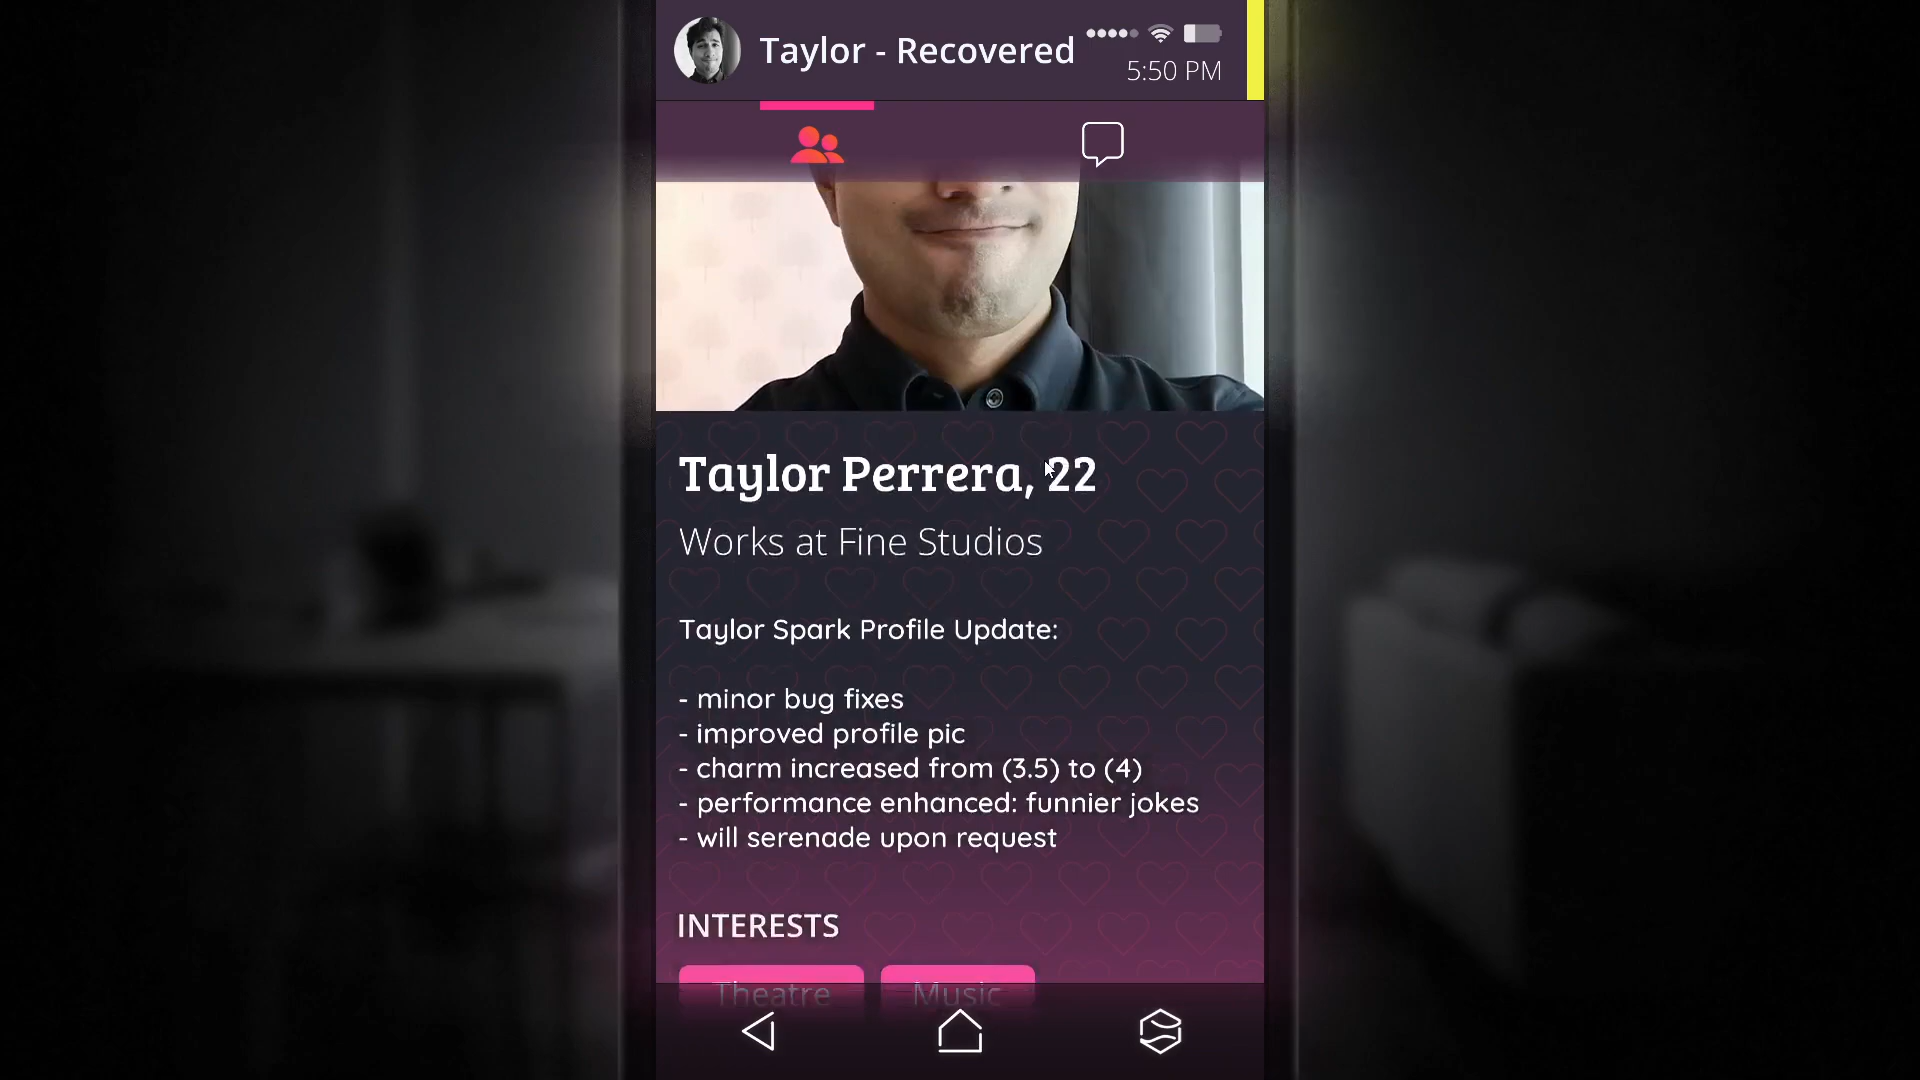 Taylor - Recovered
5:50 PM
Taylor Perrera, 22
Works at Fine Studios
Taylor Spark Profile Update:
- minor bug fixes
- improved profile pic
- charm increased from (3.5) to (4)
- performance enhanced: funnier jokes
- will serenade upon request
INTERESTS
Theatre Music